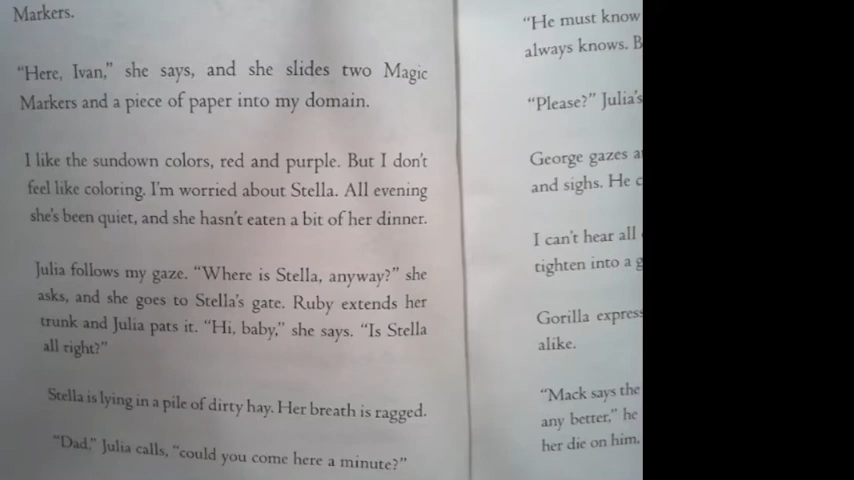 Markers.
“Here, Ivan,” she says, and she slides two Magic
Markers and a piece of paper into my domain.
I like the sundown colors, red and purple. But I don’t
feel like coloring. I’m worried about Stella. All evening
she’s been quiet, and she hasn’t eaten a bit of her dinner.
Julia follows my gaze. “Where is Stella, anyway?” she
asks, and she goes to Stella’s gate. Ruby extends her
trunk and Julia pats it. “Hi, baby,” she says. “Is Stella
all right?”
Stella is lying in a pile of dirty hay. Her breath is ragged.
“Dad,” Julia calls, “could you come here a minute?”
“He must know
always knows.
“Please?” Julia’s
George gazes
and sighs. He
I can’t hear all
tighten into a
Gorilla
alike.
“Mack says the
any better,” he
her die on him.